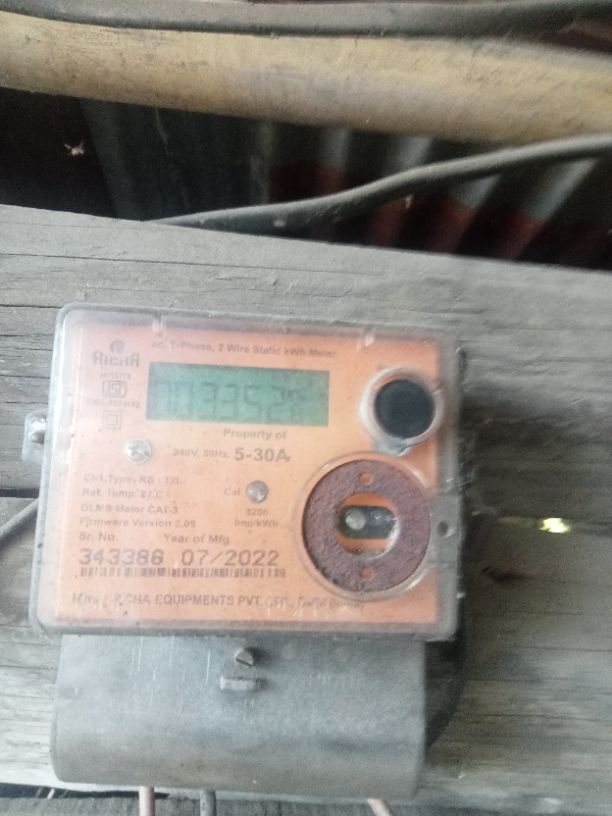 RICHA
ac, 1-Phase, 2 Wire Static kWh Meter
Property of
240V, 50Hz. 5-30A
Ref. Temp. 27°C
Cal
DLMS Meter CAT-3
3200
Firmware Version 2.05
Imp/kWh
Sr. No. Year of Mfg
343386 07/2022
RICHA EQUIPMENTS PVT. LTD., Delhi